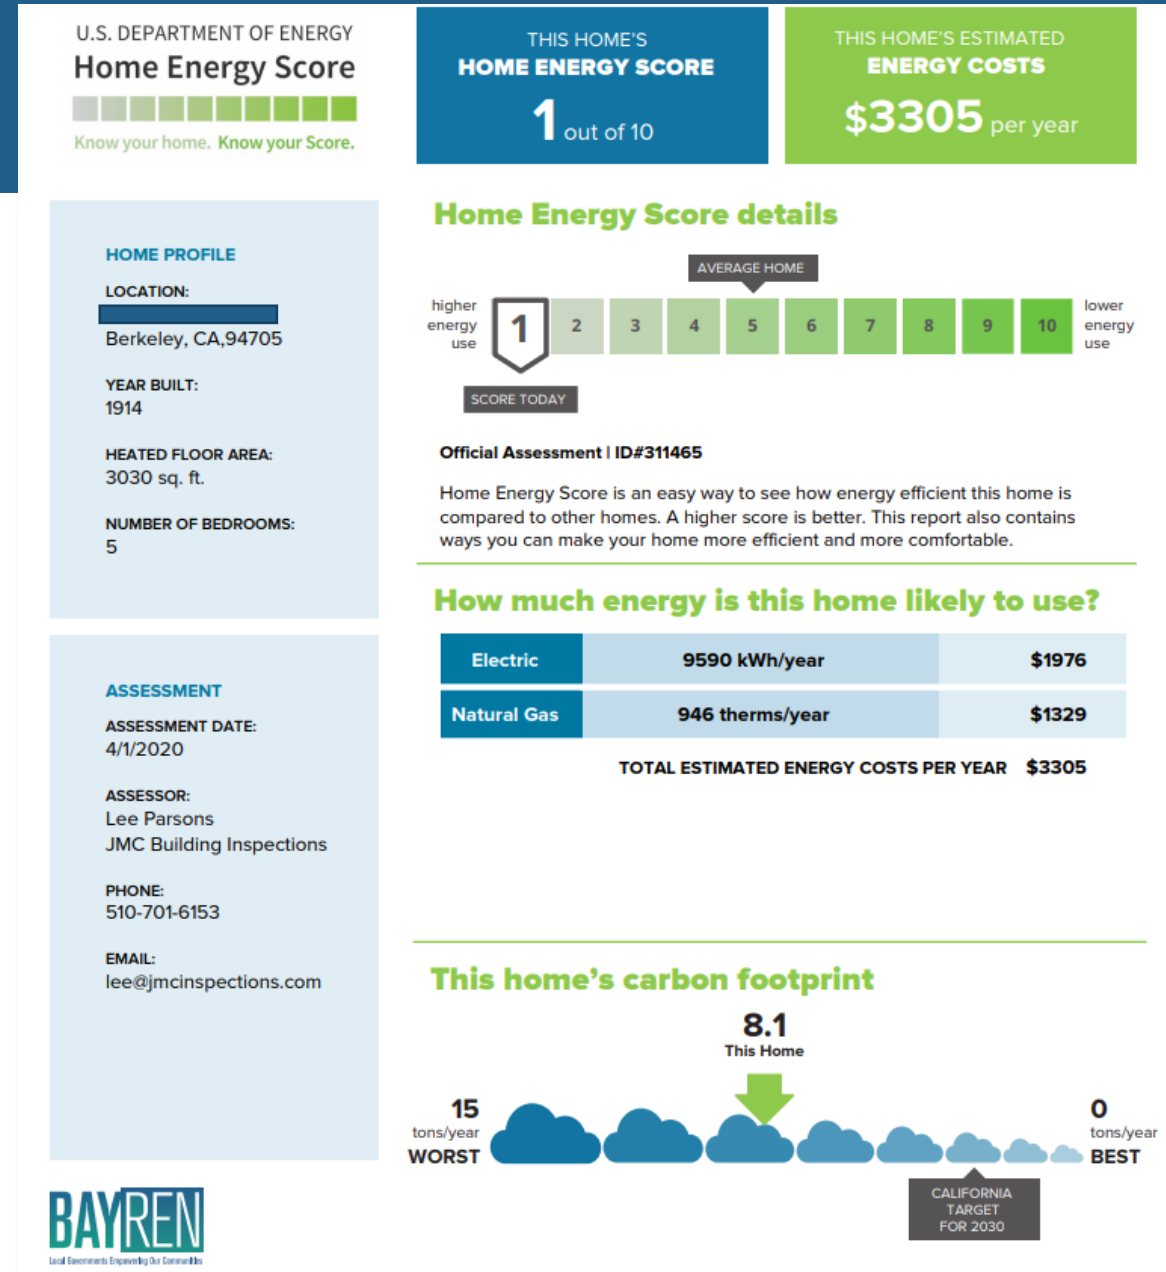 U.S. DEPARTMENT OF ENERGY
Home Energy Score
Know your home. Know your Score.
THIS HOME'S
HOME ENERGY SCORE
1 out of 10
THIS HOME'S ESTIMATED
ENERGY COSTS
$3305 per year
HOME PROFILE
LOCATION:
Berkeley, CA,94705
YEAR BUILT:
1914
HEATED FLOOR AREA:
3030 sq. ft.
NUMBER OF BEDROOMS:
5
ASSESSMENT
ASSESSMENT DATE:
4/1/2020
ASSESSOR:
Lee Parsons
JMC Building Inspections
PHONE:
510-701-6153
EMAIL:
lee@jmcinspections.com
BAYREN
Local Governments Empowering Our Communities
Home Energy Score details
AVERAGE HOME
higher
energy
use
1 2 3 4 5 6 7 8 9 10
lower
energy
use
SCORE TODAY
Official Assessment | ID#311465
Home Energy Score is an easy way to see how energy efficient this home is
compared to other homes. A higher score is better. This report also contains
ways you can make your home more efficient and more comfortable.
How much energy is this home likely to use?
Electric 9590 kWh/year $1976
Natural Gas 946 therms/year $1329
TOTAL ESTIMATED ENERGY COSTS PER YEAR $3305
This home's carbon footprint
8.1
This Home
15
tons/year
WORST
0
tons/year
BEST
CALIFORNIA
TARGET
FOR 2030